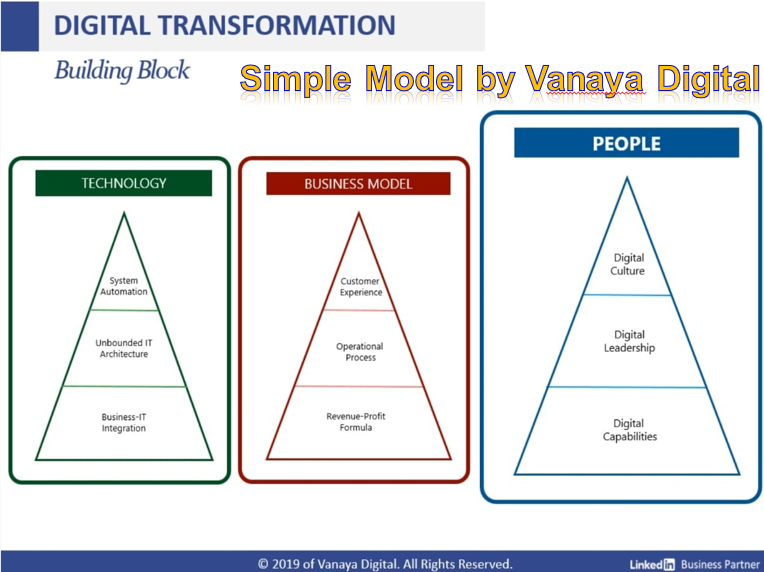 DIGITAL TRANSFORMATION
Building Block
Simple Model by Vanaya Digital
TECHNOLOGY
System
Automation
Unbounded IT
Architecture
Business-IT
Integration
BUSINESS MODEL
Customer
Experience
Operational
Process
Revenue-Profit
Formula
PEOPLE
Digital
Culture
Digital
Leadership
Digital
Capabilities
© 2019 of Vanaya Digital. All Rights Reserved.
Linked in Business Partner